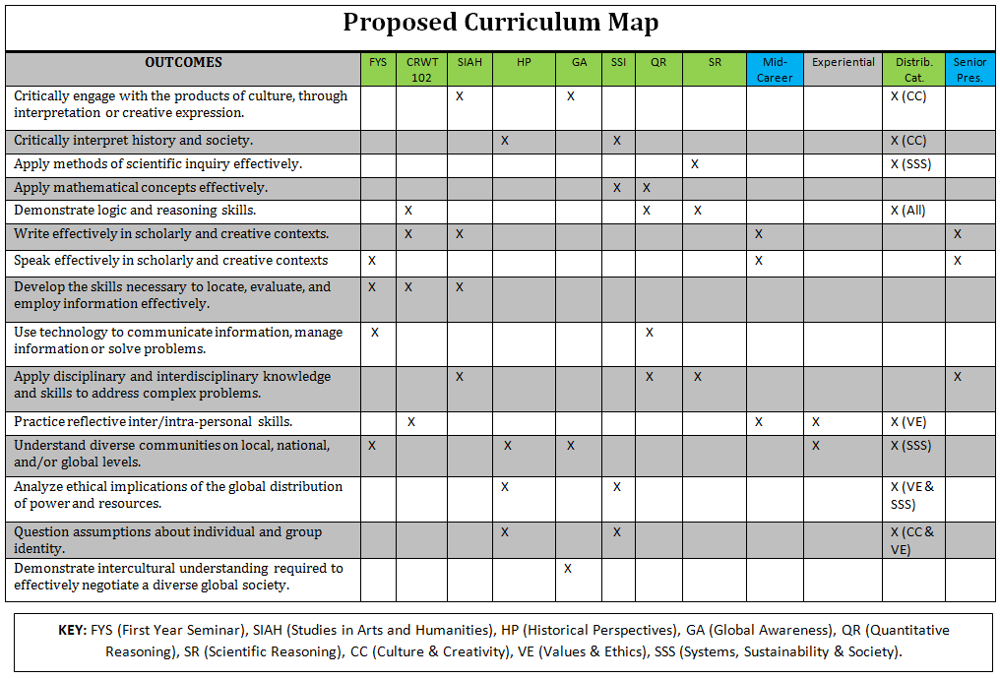 Proposed Curriculum Map
OUTCOMES FYS CRWT SIAH HP GA SSI QR SR Mid- Experiential Distrib. Senior
102 Career Cat. Pres.
Critically engage with the products of culture, through X X X (CC)
interpretation or creative expression.
Critically interpret history and society. X X X (CC)
Apply methods of scientific inquiry effectively. X X (SSS)
Apply mathematical concepts effectively. X X
Demonstrate logic and reasoning skills. X X X X (All)
Write effectively in scholarly and creative contexts. X X X X
Speak effectively in scholarly and creative contexts X X X
Develop the skills necessary to locate, evaluate, and X X X
employ information effectively.
Use technology to communicate information, manage X X
information or solve problems.
Apply disciplinary and interdisciplinary knowledge X X X X
and skills to address complex problems.
Practice reflective inter/intra-personal skills. X X X X (VE)
Understand diverse communities on local, national, X X X X X (SSS)
and/or global levels.
Analyze ethical implications of the global distribution X X X (VE &
of power and resources. SSS)
Question assumptions about individual and group X X X (CC &
identity. VE)
Demonstrate intercultural understanding required to X
effectively negotiate a diverse global society.
KEY: FYS (First Year Seminar), SIAH (Studies in Arts and Humanities), HP (Historical Perspectives), GA (Global Awareness), QR (Quantitative
Reasoning), SR (Scientific Reasoning), CC (Culture & Creativity), VE (Values & Ethics), SSS (Systems, Sustainability & Society).